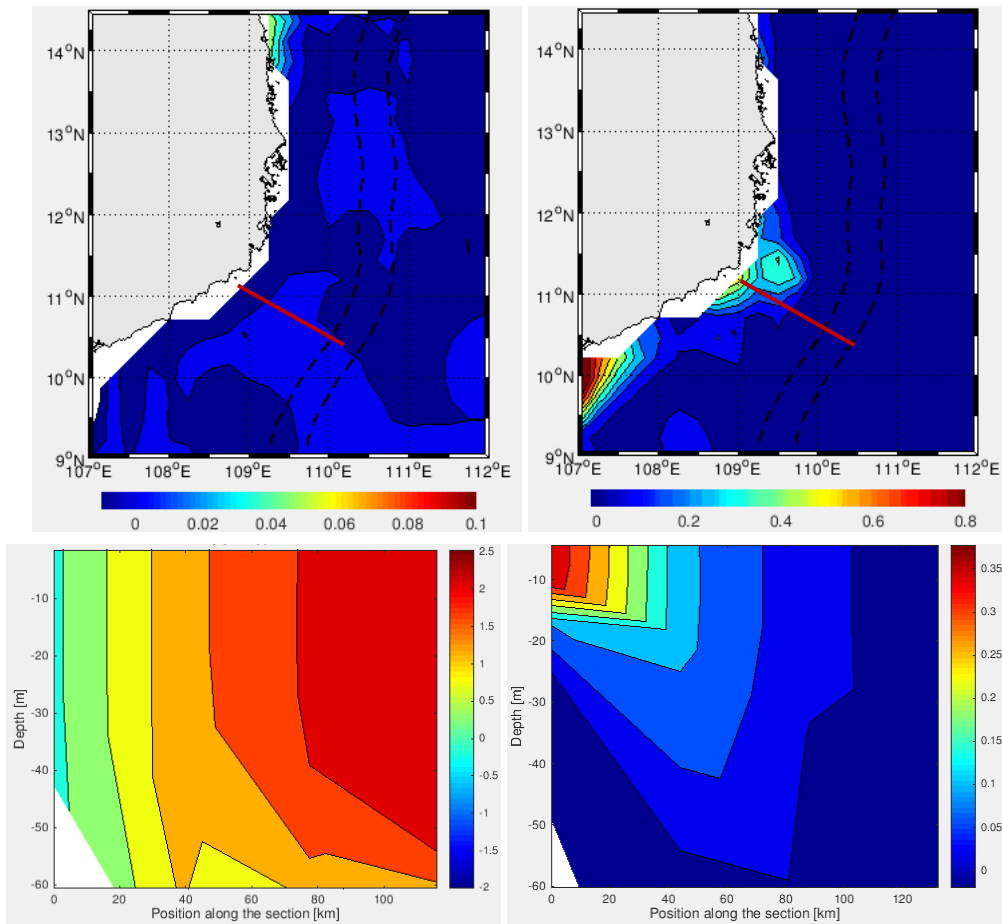 14°N
13°N
12°N
11°N
10°N
9°N
107°E 108°E 109°E 110°E 111°E 112°E
0 0.02 0.04 0.06 0.08 0.1
14°N
13°N
12°N
11°N
10°N
9°N
107°E 108°E 109°E 110°E 111°E 112°E
0 0.2 0.4 0.6 0.8
Depth [m]
-10
-20
-30
-40
-50
-60
0 20 40 60 80 100
Position along the section [km]
2.5
2
1.5
1
0.5
0
-0.5
-1
-1.5
-2
Depth [m]
-10
-20
-30
-40
-50
-60
0 20 40 60 80 100 120
Position along the section [km]
0.35
0.3
0.25
0.2
0.15
0.1
0.05
0